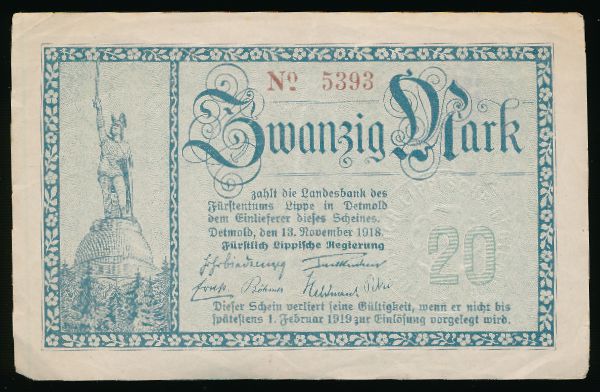 No 5393
Zwanzig Mark
zahlt die Landesbank des
Fürstentums Lippe in Detmold
dem Einlieferer dieses Scheines.
Detmold, den 13. November 1918.
Fürstlich Lippische Regierung
20
Dieser Schein verliert seine Gültigkeit, wenn er nicht bis
spätestens 1. Februar 1919 zur Einlösung vorgelegt wird.